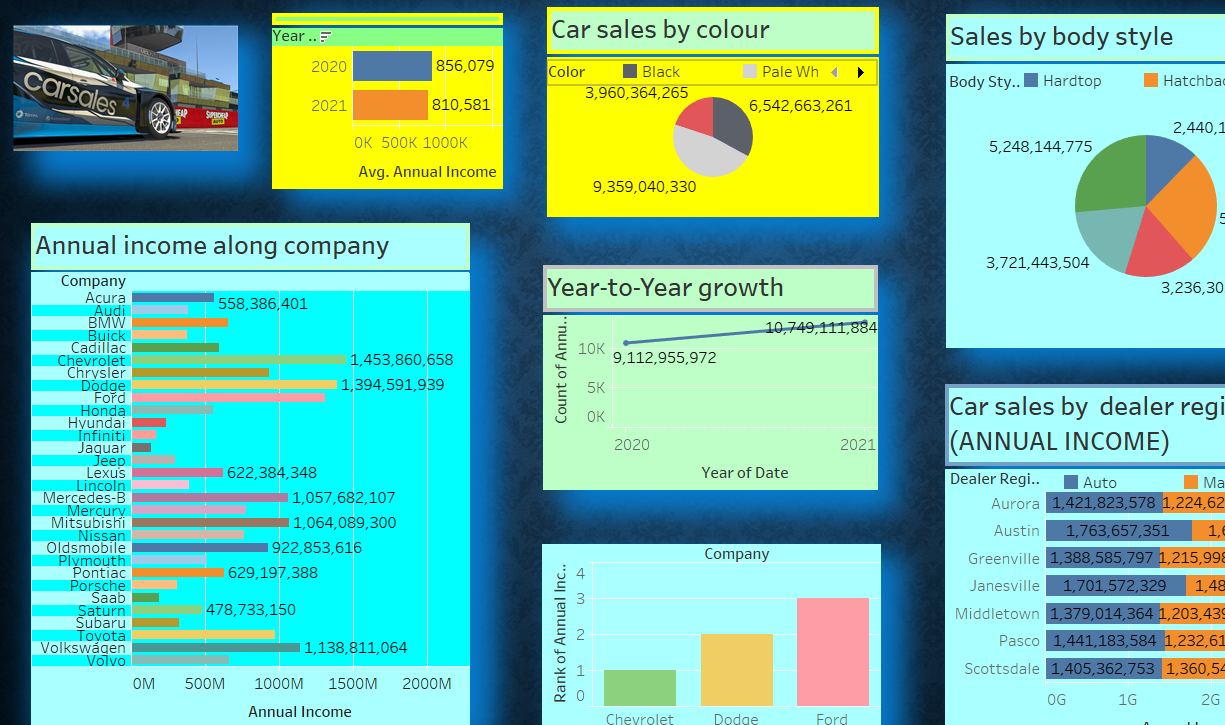 carsales
TOTAL
SUPERCHEAP
AUTO
Year ..
2020
856,079
2021
810,581
0K 500K 1000K
Avg. Annual Income
Car sales by colour
Color Black Pale Wh
3,960,364,265
6,542,663,261
9,359,040,330
Sales by body style
Body Sty.. Hardtop Hatchbac
2,440,1
5,248,144,775
5
3,721,443,504
3,236,30
Annual income along company
Company
Acura 558,386,401
Audi
BMW
Buick
Cadillac
Chevrolet 1,453,860,658
Chrysler
Dodge 1,394,591,939
Ford
Honda
Hyundai
Infiniti
Jaguar
Jeep
Lexus 622,384,348
Lincoln
Mercedes-B 1,057,682,107
Mercury
Mitsubishi 1,064,089,300
Nissan
Oldsmobile 922,853,616
Plymouth
Pontiac 629,197,388
Porsche
Saab
Saturn 478,733,150
Subaru
Toyota
Volkswagen 1,138,811,064
Volvo
0M 500M 1000M 1500M 2000M
Annual Income
Year-to-Year growth
Count of Annu..
10K
5K
0K
10,749,111,884
9,112,955,972
2020 2021
Year of Date
Company
Rank of Annual Inc..
4
3
2
1
0
Chevrolet Dodge Ford
Car sales by dealer regi
(ANNUAL INCOME)
Dealer Regi.. Auto Ma
Aurora 1,421,823,578 1,224,62
Austin 1,763,657,351 1,6
Greenville 1,388,585,797 1,215,998
Janesville 1,701,572,329 1,48
Middletown 1,379,014,364 1,203,439
Pasco 1,441,183,584 1,232,61
Scottsdale 1,405,362,753 1,360,54
0G 1G 2G